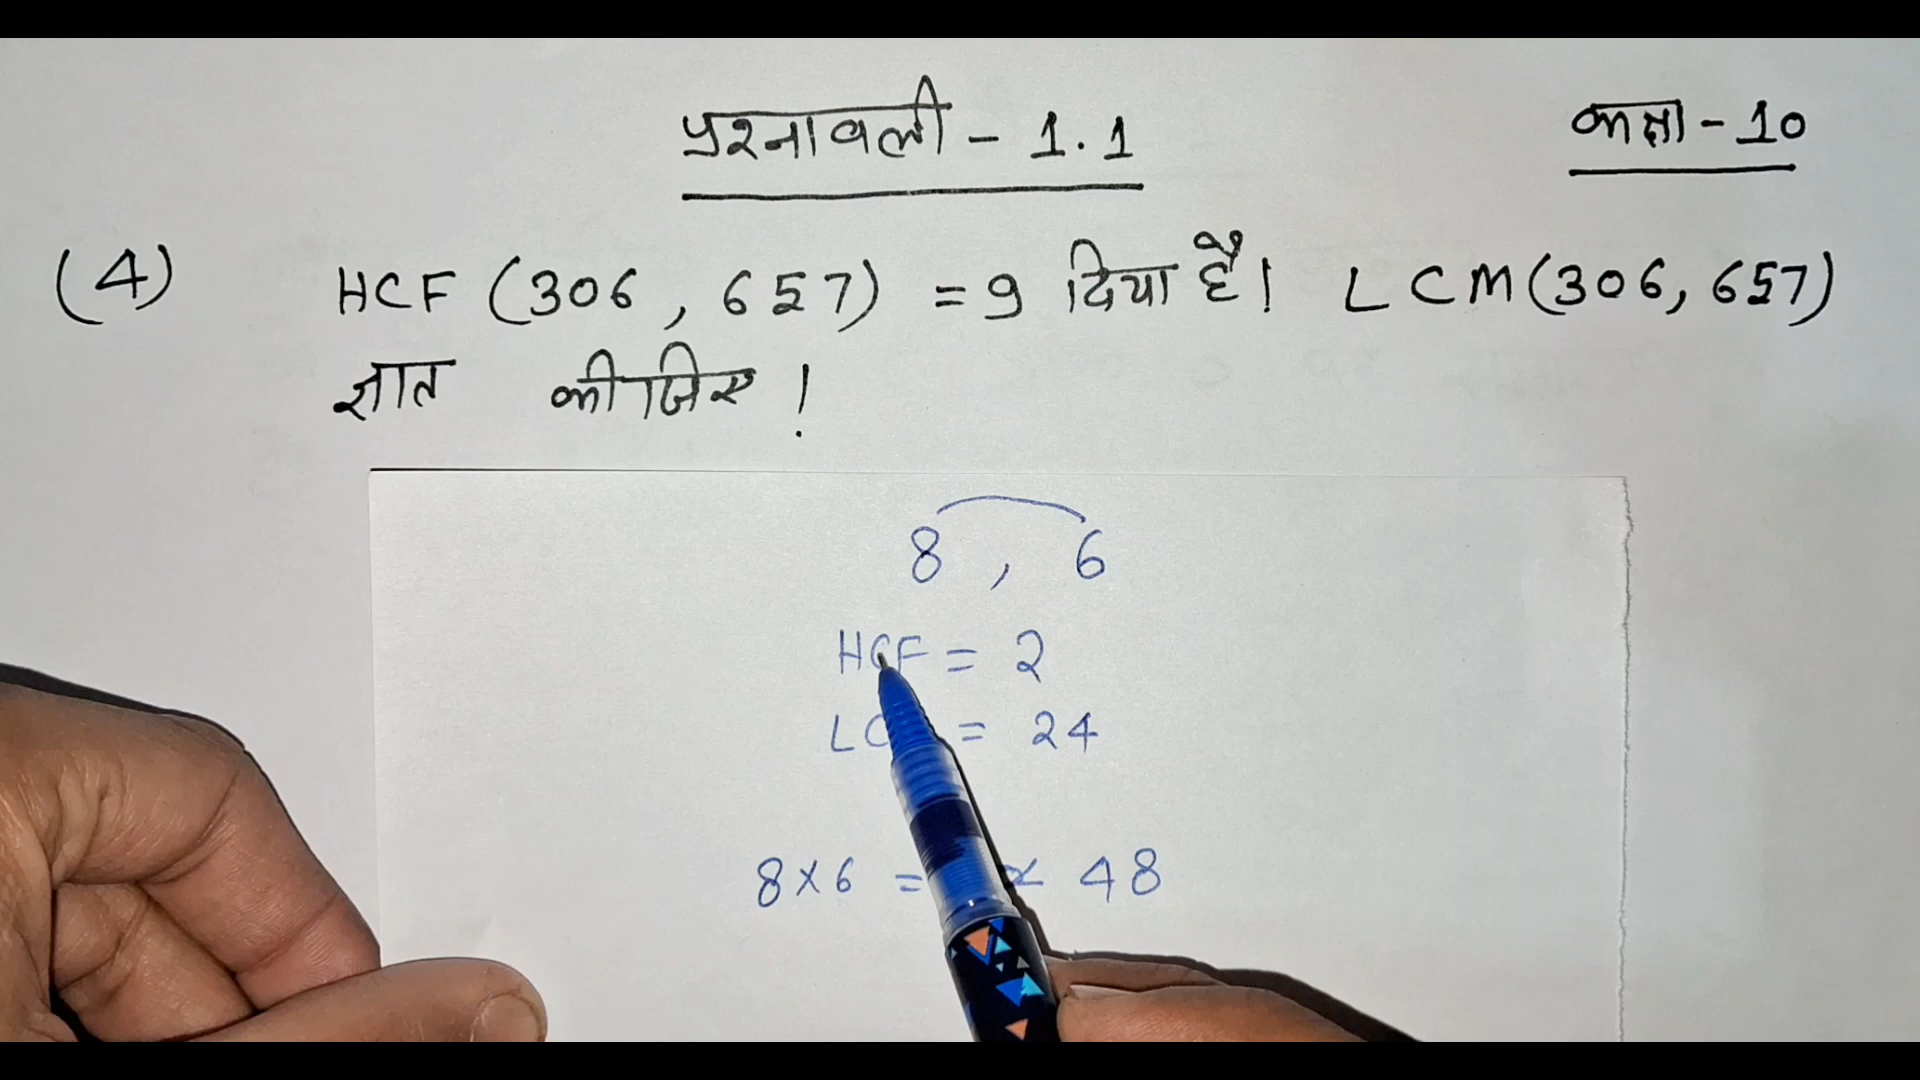 प्रश्नावली - 1.1
कक्षा - 10
(4) HCF (306, 657) = 9 दिया है। LCM(306, 657)
ज्ञात कीजिए !
8 , 6
HCF = 2
LC = 24
8×6 = 48